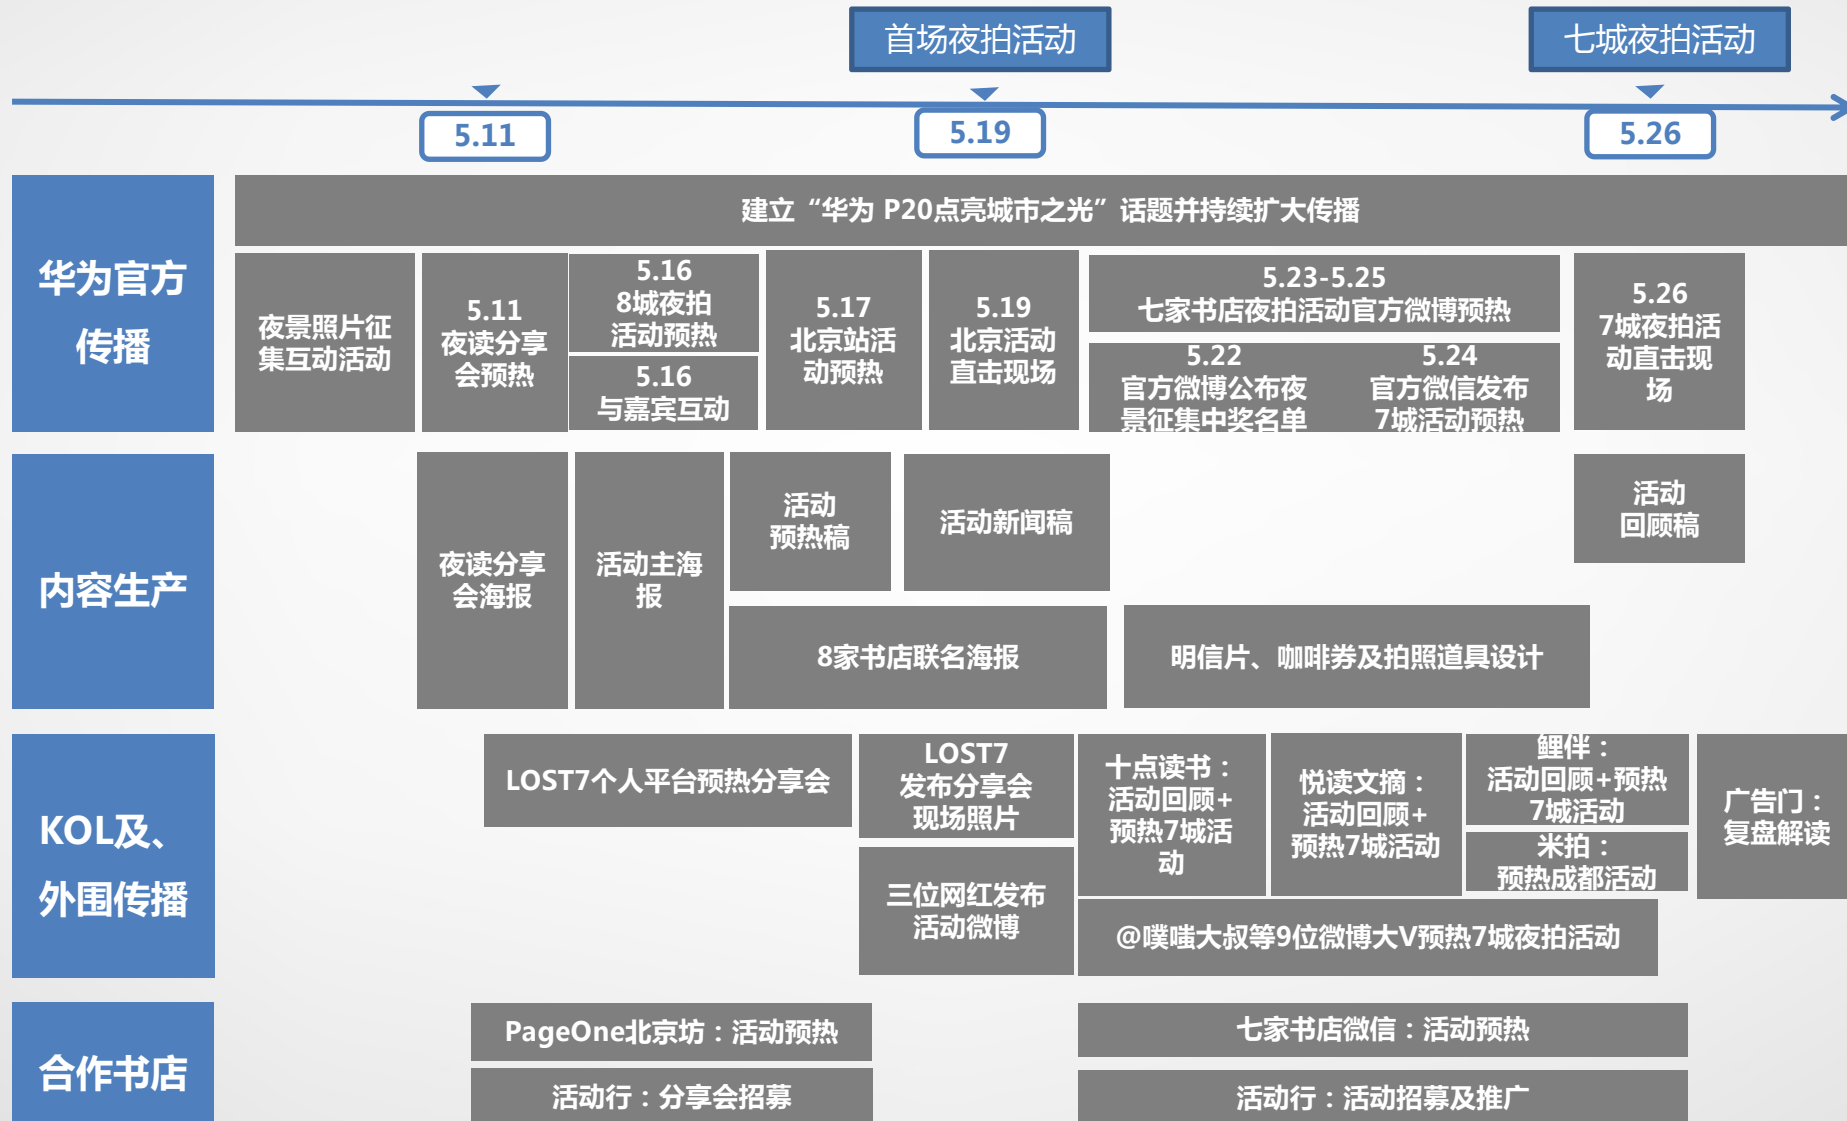 首场夜拍活动
七城夜拍活动
5.11
5.19
5.26
华为官方
传播
建立“华为 P20点亮城市之光”话题并持续扩大传播
夜景照片征
集互动活动
5.11
夜读分享
会预热
5.16
8城夜拍
活动预热
5.16
与嘉宾互动
5.17
北京站活
动预热
5.19
北京活动
直击现场
5.23-5.25
七家书店夜拍活动官方微博预热
5.22
官方微博公布夜
景征集中奖名单
5.24
官方微信发布
7城活动预热
5.26
7城夜拍活
动直击现
场
内容生产
夜读分享
会海报
活动主海
报
活动
预热稿
活动新闻稿
8家书店联名海报
明信片、咖啡券及拍照道具设计
活动
回顾稿
KOL及、
外围传播
LOST7个人平台预热分享会
LOST7
发布分享会
现场照片
三位网红发布
活动微博
十点读书：
活动回顾+
预热7城活
动
悦读文摘：
活动回顾+
预热7城活动
鲤伴：
活动回顾+预热
7城活动
米拍：
预热成都活动
@噗嗤大叔等9位微博大V预热7城夜拍活动
广告门：
复盘解读
合作书店
PageOne北京坊：活动预热
活动行：分享会招募
七家书店微信：活动预热
活动行：活动招募及推广